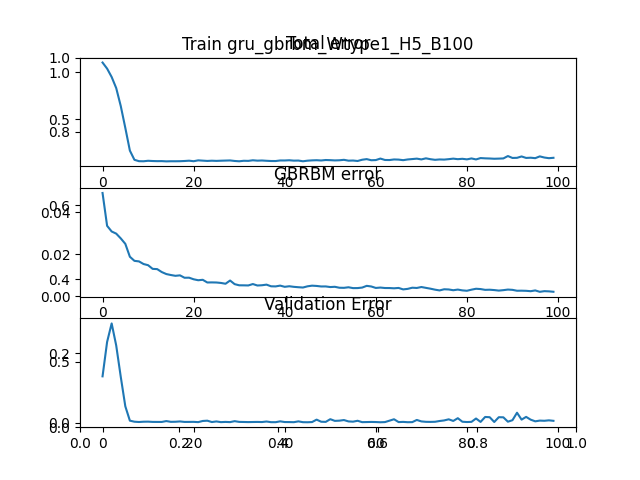 Train gru_gbrbm_Wtype1_H5_B100
Total error
1.0
1.0
0.5
0.8
0 20 40 60 80 100
GBRBM error
0.6
0.04
0.02
0.4
0.00
0 20 40 60 80 100
Validation Error
0.2
0.5
0.0
0.0
0.0 0 0.2 20 0.4 40 0.6 60 0.8 80 100 1.0